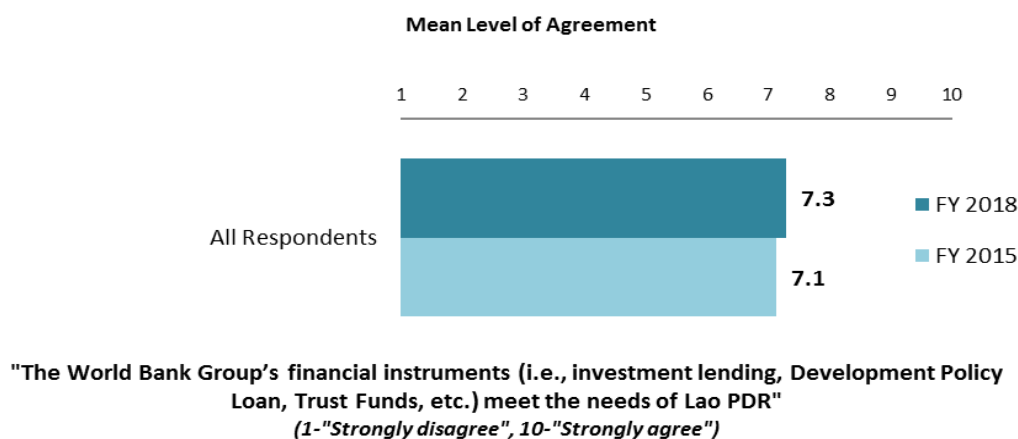 Mean Level of Agreement
1 2 3 4 5 6 7 8 9 10
7.3
FY 2018
All Respondents
FY 2015
7.1
"The World Bank Group’s financial instruments (i.e., investment lending, Development Policy
Loan, Trust Funds, etc.) meet the needs of Lao PDR"
(1-"Strongly disagree", 10-"Strongly agree")